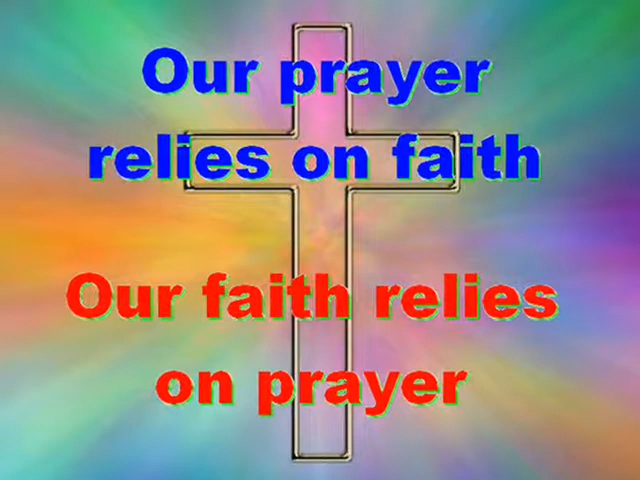 Our prayer
relies on faith
Our faith relies
on prayer